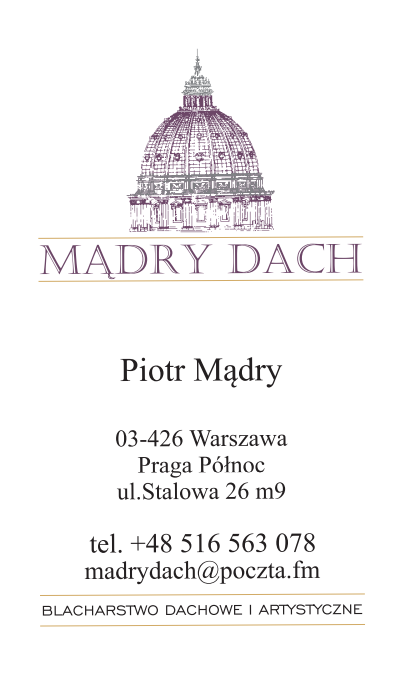 MĄDRY DACH
Piotr Mądry
03-426 Warszawa
Praga Północ
ul.Stalowa 26 m9
tel. +48 516 563 078
madrydach@poczta.fm
BLACHARSTWO DACHOWE I ARTYSTYCZNE